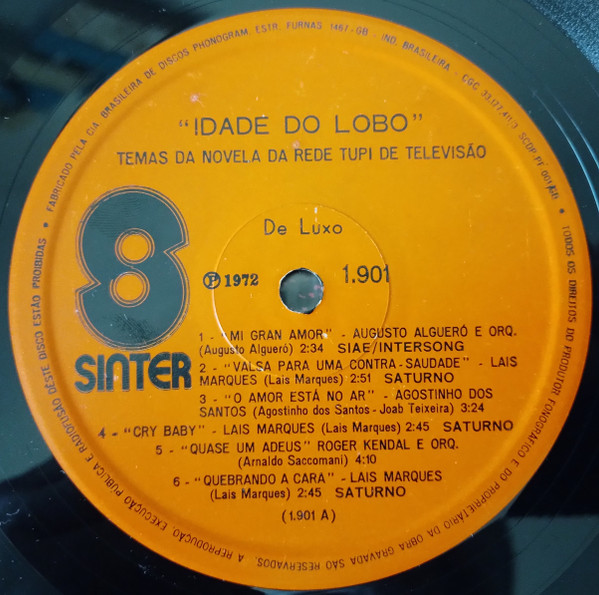 FABRICADO PELA CIA. BRASILEIRA DE DISCOS PHONOGRAM, ESTR. FURNAS 1467-GB - IND. BRASILEIRA - CGC
"IDADE DO LOBO"
TEMAS DA NOVELA DA REDE TUPI DE TELEVISÃO
8
SINTER
De Luxo
℗ 1972
1.901
1 - "MI GRAN AMOR" - AUGUSTO ALGUERÓ E ORQ.
(Augusto Algueró) 2:34 SIAE/INTERSONG
2 - "VALSA PARA UMA CONTRA-SAUDADE" - LAIS
MARQUES (Lais Marques) 2:51 SATURNO
3 - "O AMOR ESTÁ NO AR" - AGOSTINHO DOS
SANTOS (Agostinho dos Santos - Joab Teixeira) 3:24
4 - "CRY BABY" - LAIS MARQUES (Lais Marques) 2:45 SATURNO
5 - "QUASE UM ADEUS" ROGER KENDAL E ORQ.
(Arnaldo Saccomani) 4:10
6 - "QUEBRANDO A CARA" - LAIS MARQUES
(Lais Marques) 2:45 SATURNO
(1.901 A)
• TODOS OS DIREITOS DO PRODUTOR FONOGRÁFICO E DO PROPRIETÁRIO DA OBRA GRAVADA SÃO RESERVADOS. A REPRODUÇÃO, EXECUÇÃO PÚBLICA E RADIOFUSÃO DESTE DISCO ESTÃO PROIBIDAS •